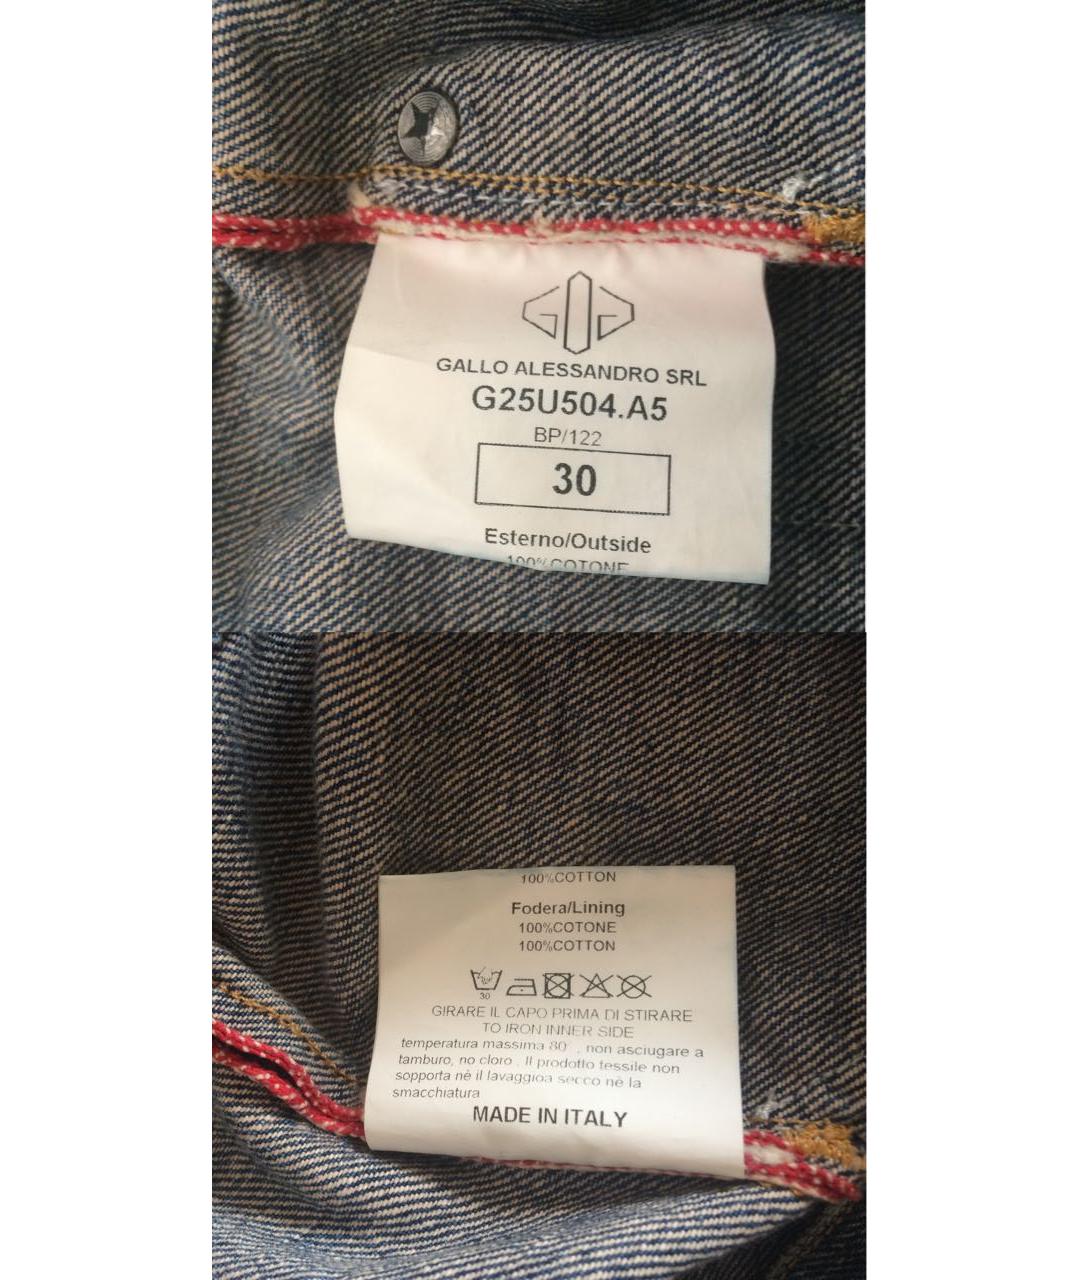 GALLO ALESSANDRO SRL
G25U504.A5
BP/122
30
Esterno/Outside
100% COTONE
100%COTTON
Fodera/Lining
100%COTONE
100%COTTON
30
GIRARE IL CAPO PRIMA DI STIRARE
TO IRON INNER SIDE
temperatura massima 80° , non asciugare a
tamburo, no cloro . Il prodotto tessile non
sopporta nè il lavaggioa secco nè la
smacchiatura
MADE IN ITALY